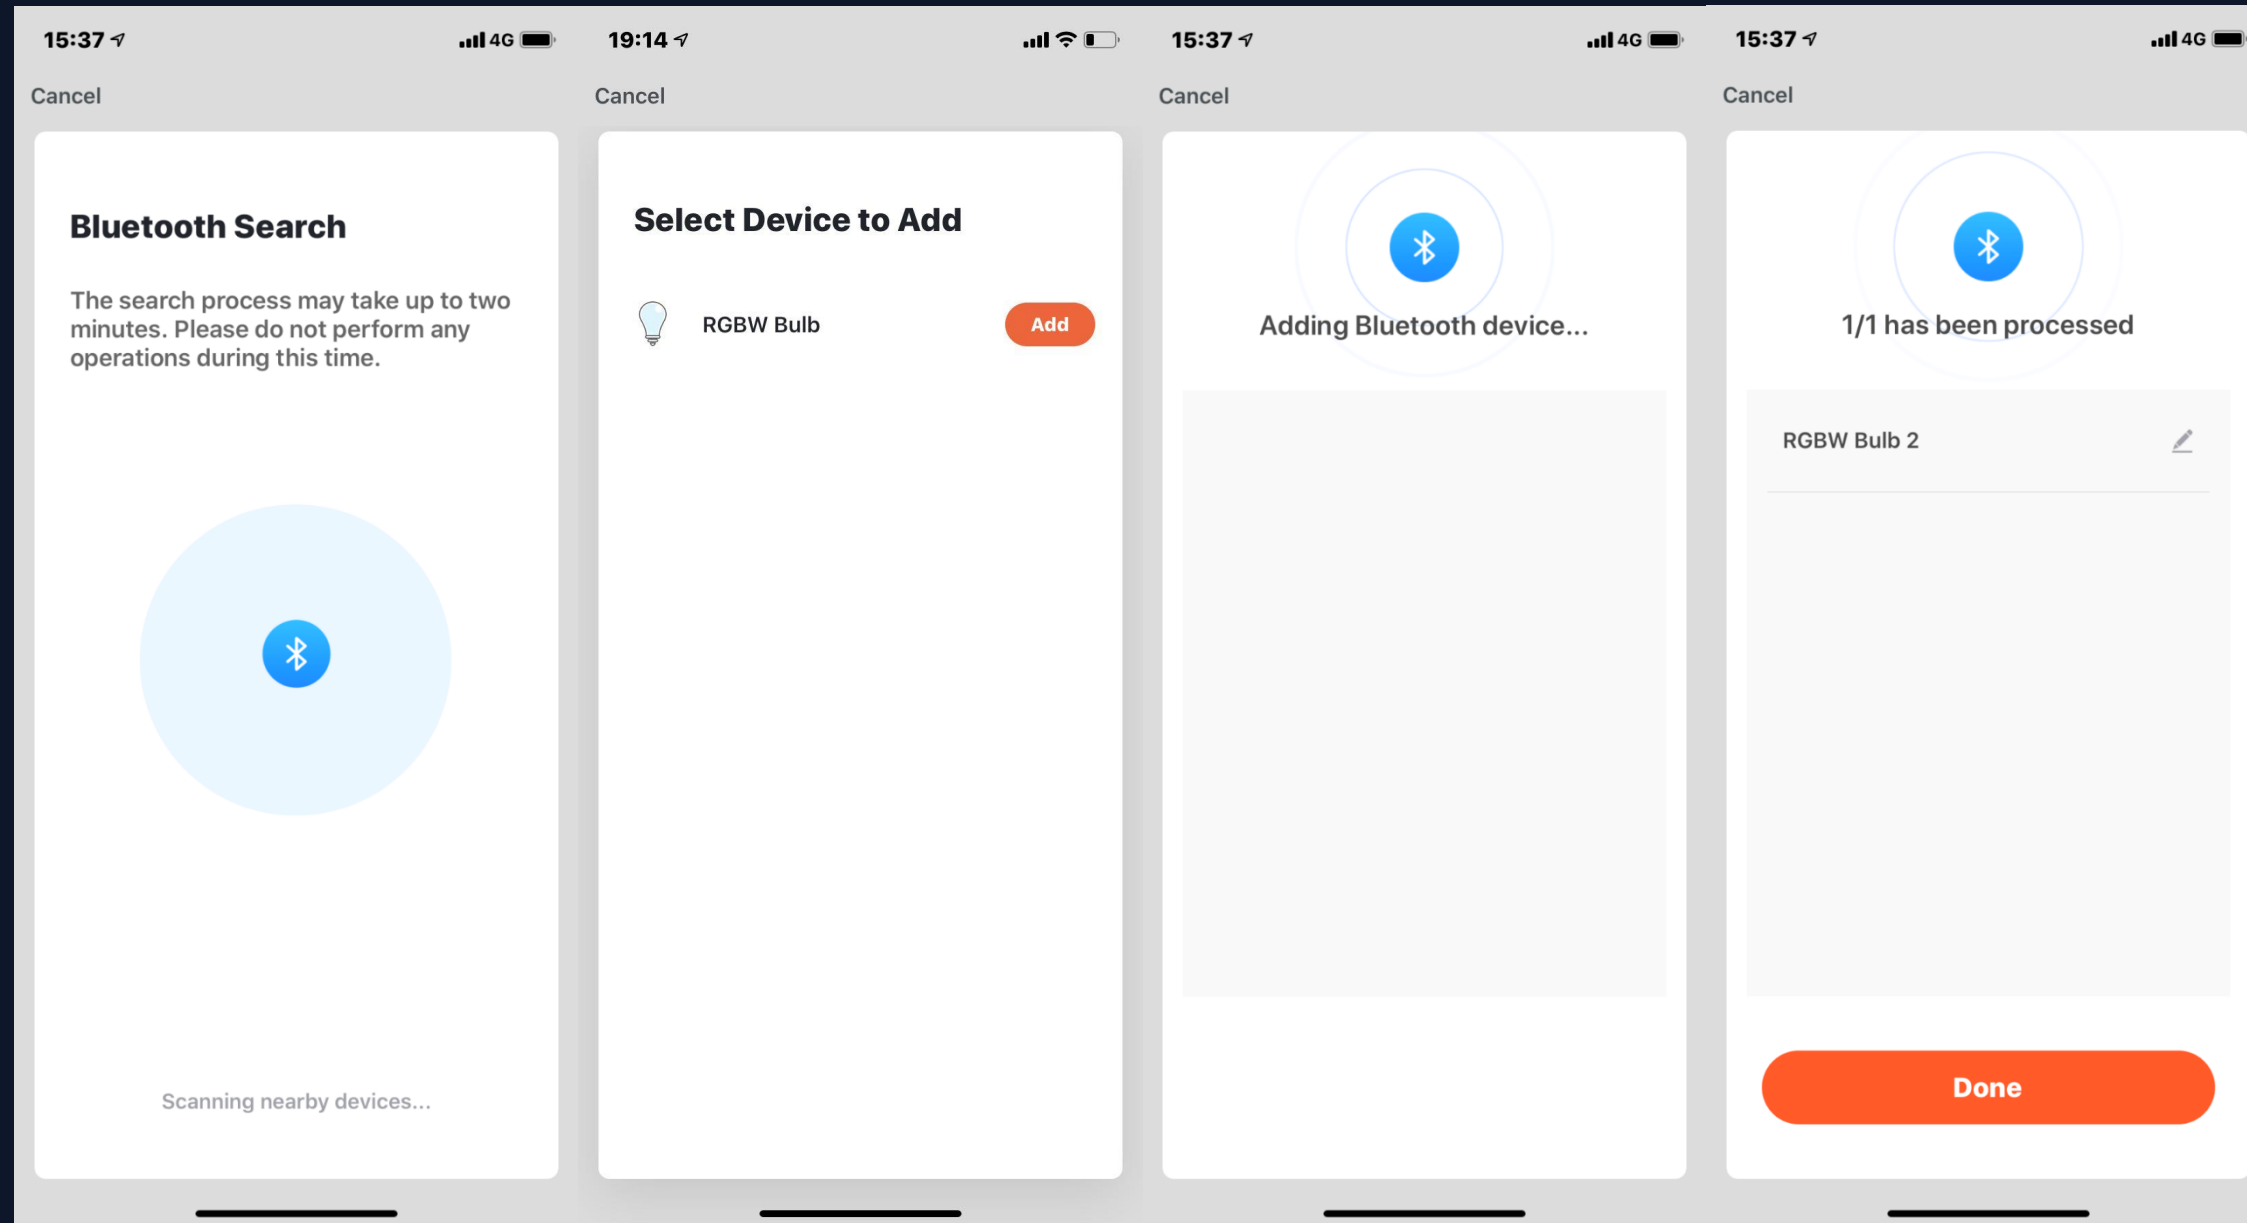 15:37
4G
Cancel
Bluetooth Search
The search process may take up to two
minutes. Please do not perform any
operations during this time.
Scanning nearby devices...
19:14
Cancel
Select Device to Add
RGBW Bulb
Add
15:37
4G
Cancel
Adding Bluetooth device...
15:37
4G
Cancel
1/1 has been processed
RGBW Bulb 2
Done